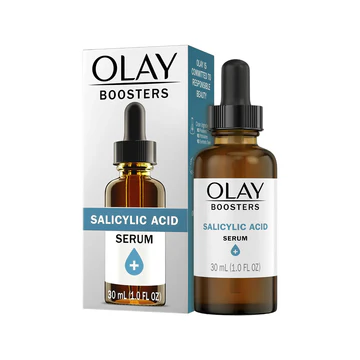 OLAY
BOOSTERS
SALICYLIC ACID
SERUM
30 mL (1.0 FL OZ)
OLAY IS
COMMITTED TO
RESPONSIBLE
BEAUTY
OLAY
BOOSTERS
SALICYLIC ACID
SERUM
30 mL (1.0 FL OZ)